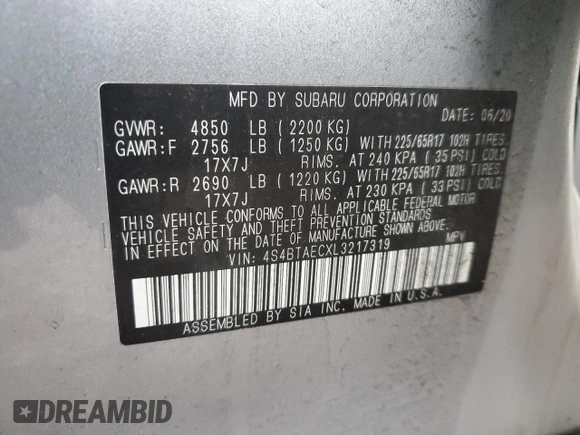 MFD BY SUBARU CORPORATION
DATE: 06/20
GVWR: 4850 LB (2200 KG)
GAWR:F 2756 LB (1250 KG) WITH 225/65R17 102H TIRES.
17X7J RIMS. AT 240 KPA (35 PSI) COLD
GAWR:R 2690 LB (1220 KG) WITH 225/65R17 102H TIRES.
17X7J RIMS. AT 230 KPA (33 PSI) COLD
THIS VEHICLE CONFORMS TO ALL APPLICABLE FEDERAL MOTOR
VEHICLE SAFETY AND THEFT PREVENTION STANDARDS
IN EFFECT ON THE DATE OF MANUFACTURE SHOWN ABOVE.
VIN: 4S4BTAECXL3217319 MPV
ASSEMBLED BY SIA INC. MADE IN U.S.A.
DREAMBID